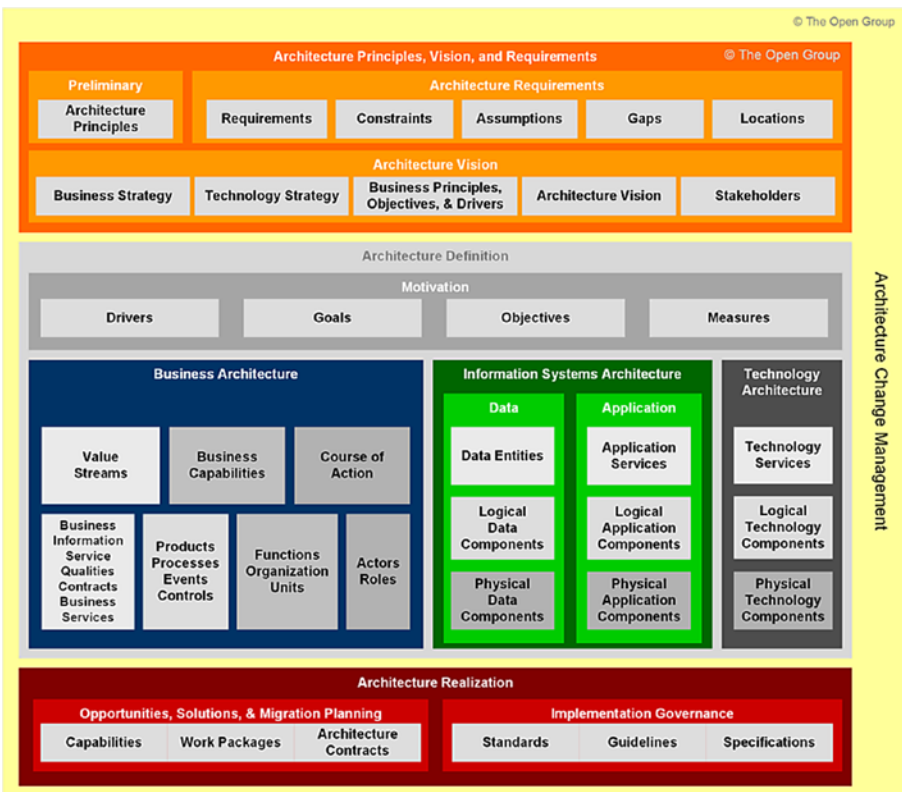 © The Open Group
Architecture Principles, Vision, and Requirements
© The Open Group
Preliminary
Architecture
Principles
Architecture Requirements
Requirements
Constraints
Assumptions
Gaps
Locations
Architecture Vision
Business Strategy
Technology Strategy
Business Principles,
Objectives, & Drivers
Architecture Vision
Stakeholders
Architecture Definition
Motivation
Drivers
Goals
Objectives
Measures
Business Architecture
Value
Streams
Business
Capabilities
Course of
Action
Business
Information
Service
Qualities
Contracts
Business
Services
Products
Processes
Events
Controls
Functions
Organization
Units
Actors
Roles
Information Systems Architecture
Data
Data Entities
Logical
Data
Components
Physical
Data
Components
Application
Application
Services
Logical
Application
Components
Physical
Application
Components
Technology
Architecture
Technology
Services
Logical
Technology
Components
Physical
Technology
Components
Architecture Realization
Opportunities, Solutions, & Migration Planning
Capabilities
Work Packages
Architecture
Contracts
Implementation Governance
Standards
Guidelines
Specifications
Architecture Change Management